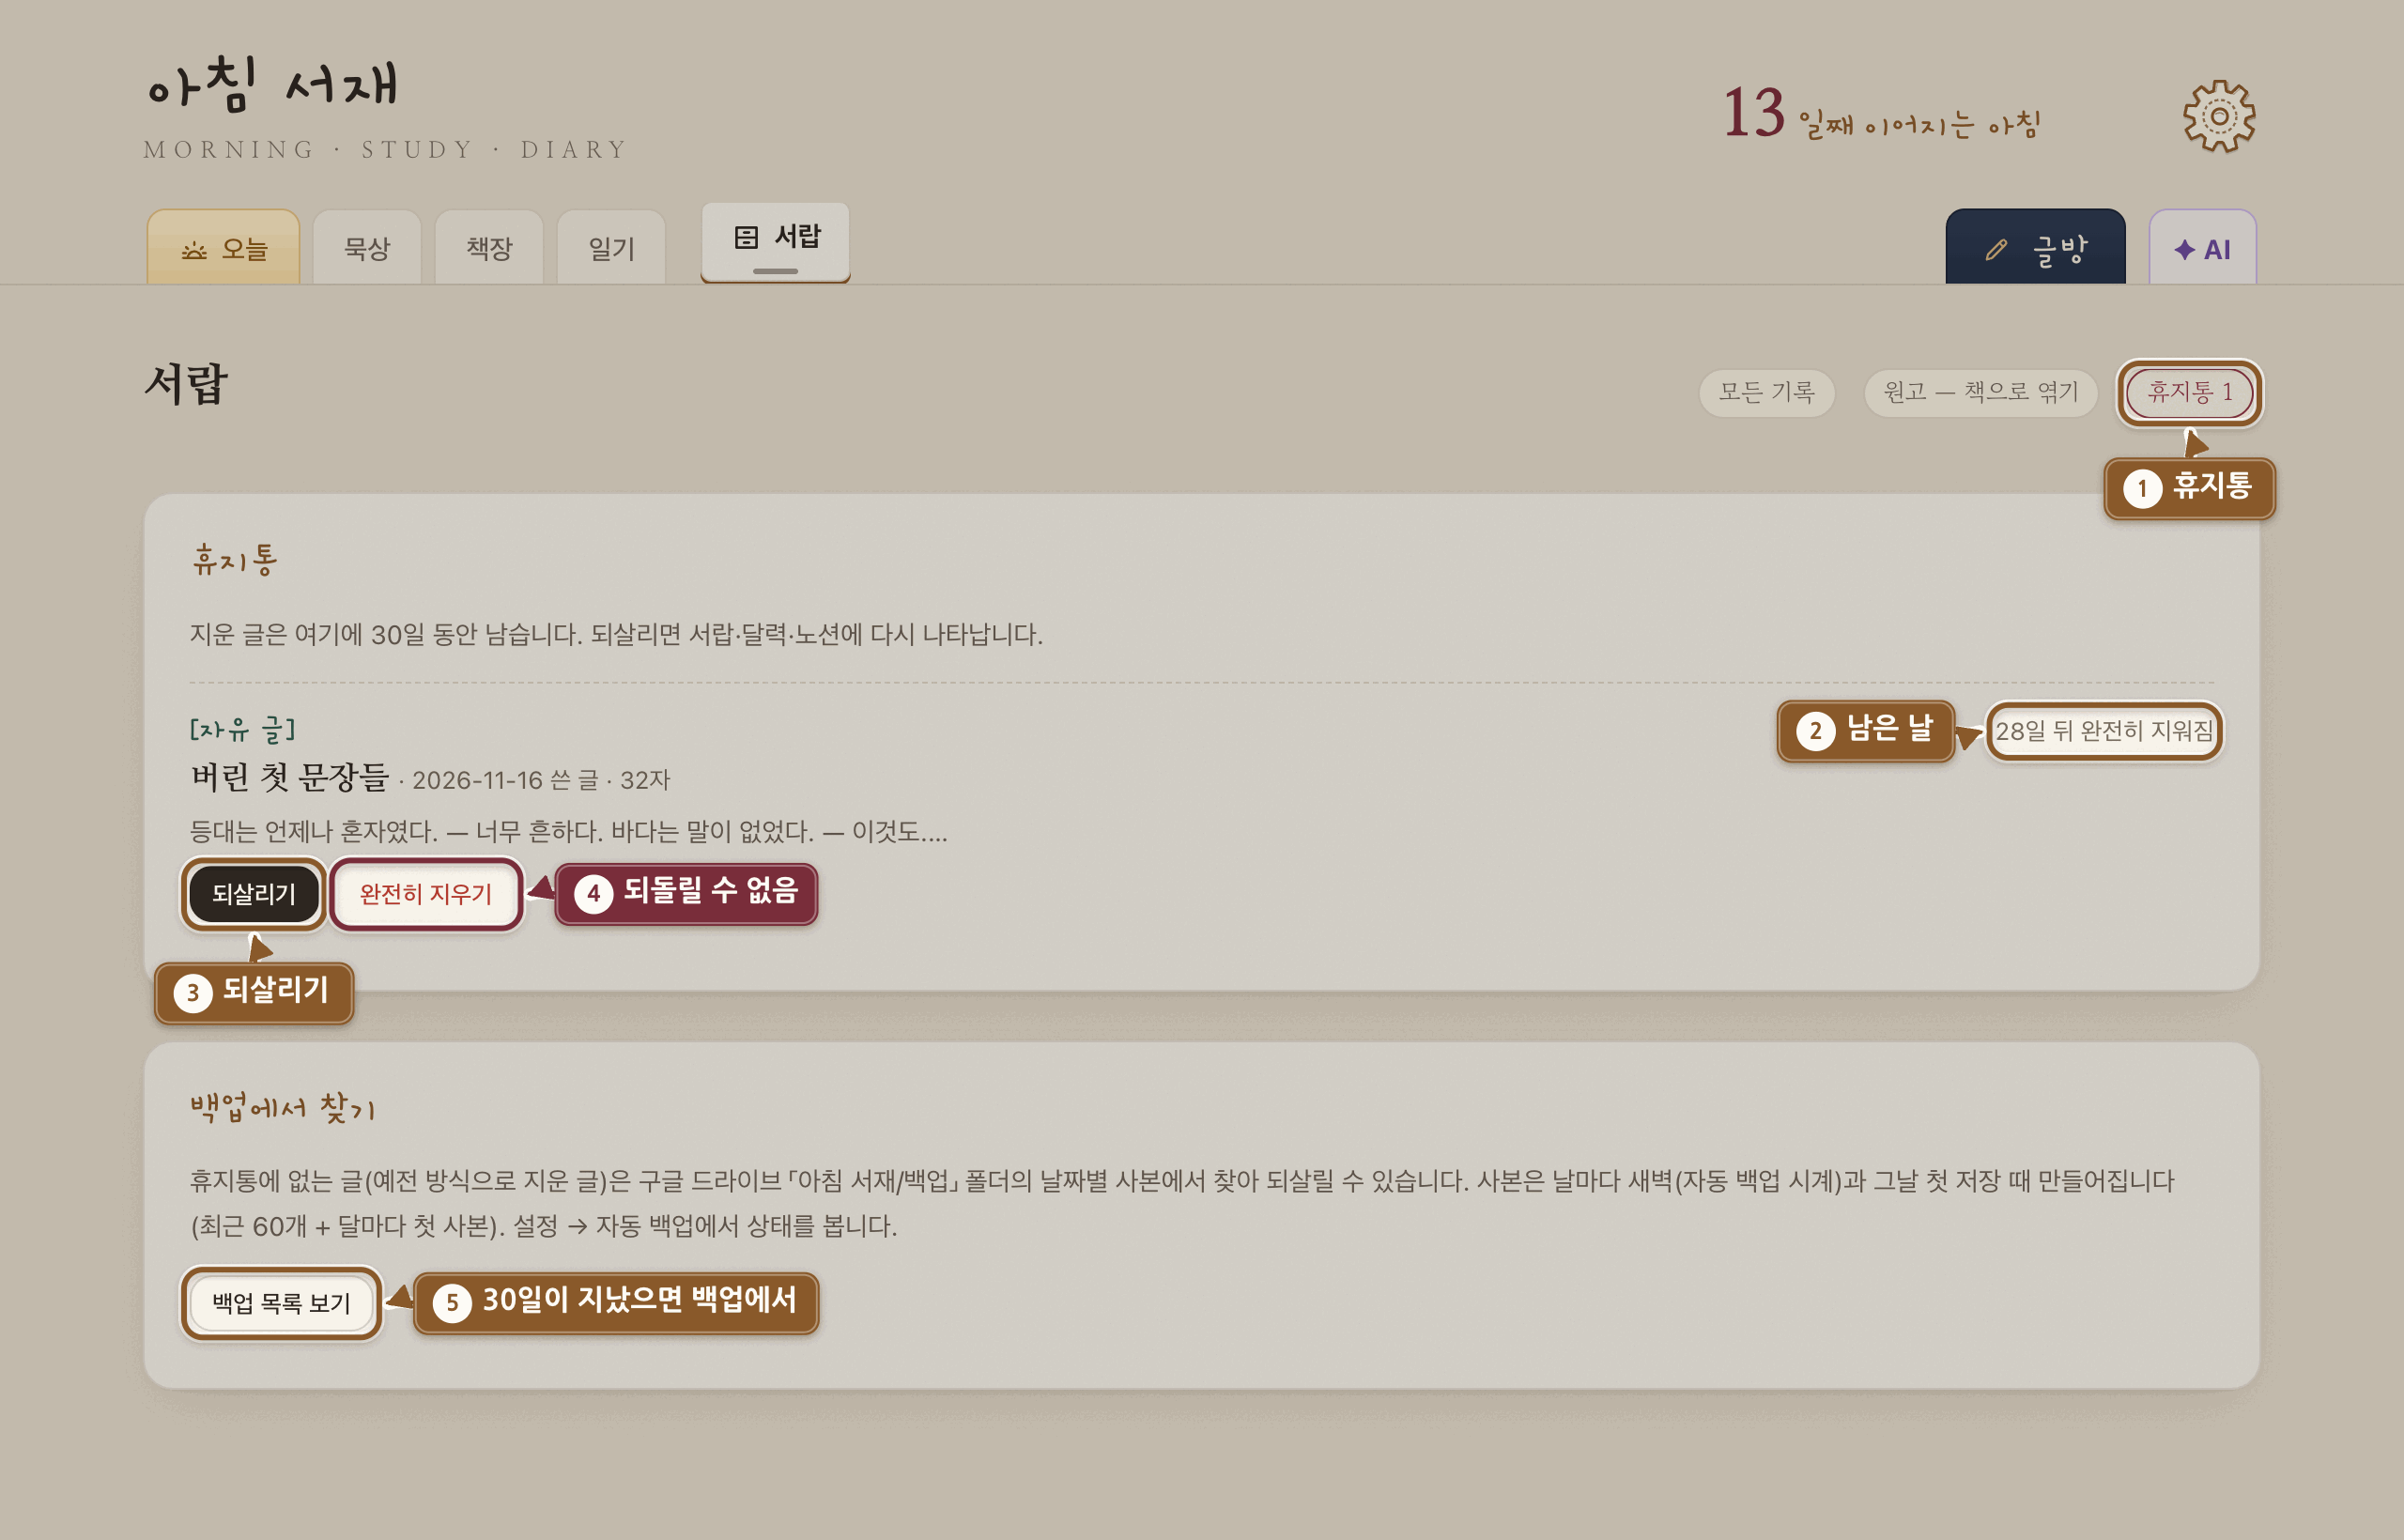 아침 서재
MORNING · STUDY · DIARY
13 일째 이어지는 아침
오늘
묵상
책장
일기
서랍
글방
AI
서랍
모든 기록
원고 — 책으로 엮기
휴지통 1
1 휴지통
휴지통
지운 글은 여기에 30일 동안 남습니다. 되살리면 서랍·달력·노션에 다시 나타납니다.
[자유 글]
2 남은 날
28일 뒤 완전히 지워짐
버린 첫 문장들 · 2026-11-16 쓴 글 · 32자
등대는 언제나 혼자였다. — 너무 흔하다. 바다는 말이 없었다. — 이것도....
되살리기
완전히 지우기
4 되돌릴 수 없음
3 되살리기
백업에서 찾기
휴지통에 없는 글(예전 방식으로 지운 글)은 구글 드라이브 「아침 서재/백업」 폴더의 날짜별 사본에서 찾아 되살릴 수 있습니다. 사본은 날마다 새벽(자동 백업 시계)과 그날 첫 저장 때 만들어집니다
(최근 60개 + 달마다 첫 사본). 설정 → 자동 백업에서 상태를 봅니다.
백업 목록 보기
5 30일이 지났으면 백업에서